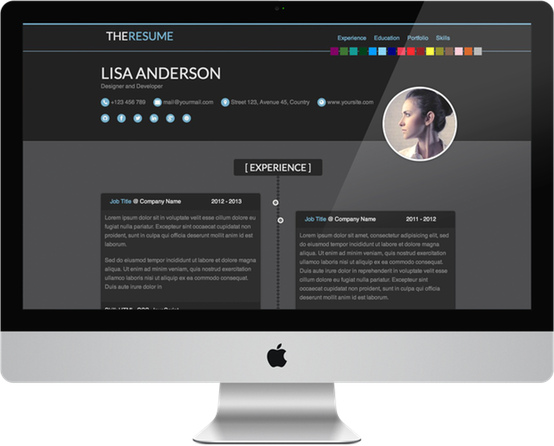 THERESUME
Experience Education Portfolio Skills
LISA ANDERSON
Designer and Developer
+123 456 789 mail@yourmail.com Street 123, Avenue 45, Country www.yoursite.com
[ EXPERIENCE ]
Job Title @ Company Name 2012 - 2013
Lorem ipsum dolor sit in voluptate velit esse cillum dolore eu
fugiat nulla pariatur. Excepteur sint occaecat cupidatat non
proident, sunt in culpa qui officia deserunt mollit anim id est
laborum.
Sed do eiusmod tempor incididunt ut labore et dolore magna
aliqua. Ut enim ad minim veniam, quis nostrud exercitation
ullamco laboris nisi ut aliquip ex ea commodo consequat.
Duis aute irure dolor in
Job Title @ Company Name 2011 - 2012
Lorem ipsum dolor sit amet, consectetur adipisicing elit, sed
do eiusmod tempor incididunt ut labore et dolore magna
aliqua. Ut enim ad minim veniam, quis nostrud exercitation
ullamco laboris nisi ut aliquip ex ea commodo consequat.
Duis aute irure dolor in reprehenderit in voluptate velit esse
cillum dolore eu fugiat nulla pariatur. Excepteur sint
occaecat cupidatat non proident, sunt in culpa qui officia
deserunt mollit anim id est laborum.